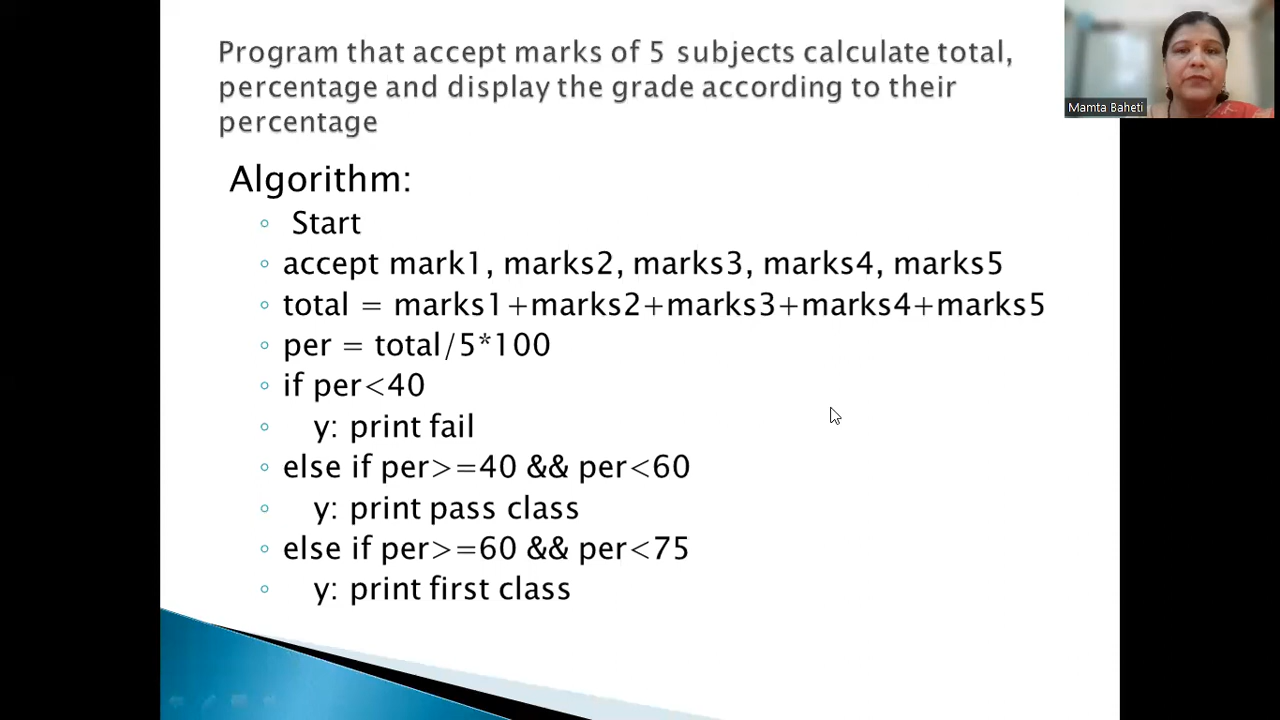 Program that accept marks of 5 subjects calculate total,
percentage and display the grade according to their
percentage
Mamta Baheti
Algorithm:
Start
accept mark1, marks2, marks3, marks4, marks5
total = marks1+marks2+marks3+marks4+marks5
per = total/5*100
if per<40
y: print fail
else if per>=40 && per<60
y: print pass class
else if per>=60 && per<75
y: print first class